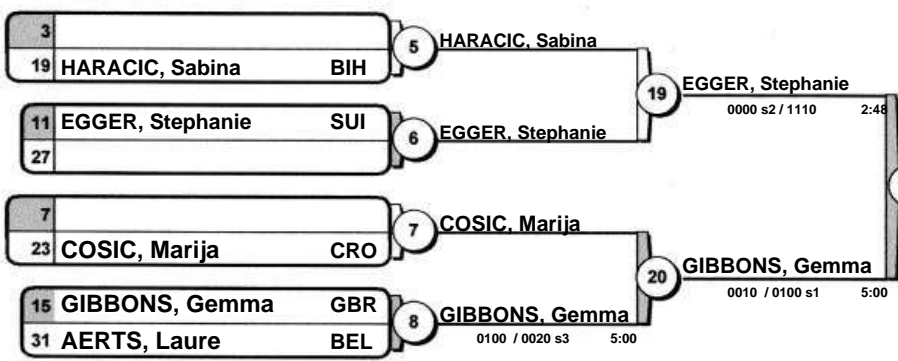 3
19 HARACIC, Sabina BIH
5
HARACIC, Sabina
11 EGGER, Stephanie SUI
27
6
EGGER, Stephanie
19
EGGER, Stephanie
0000 s2 / 1110 2:48
7
23 COSIC, Marija CRO
7
COSIC, Marija
15 GIBBONS, Gemma GBR
31 AERTS, Laure BEL
8
GIBBONS, Gemma
0100 / 0020 s3 5:00
20
GIBBONS, Gemma
0010 / 0100 s1 5:00